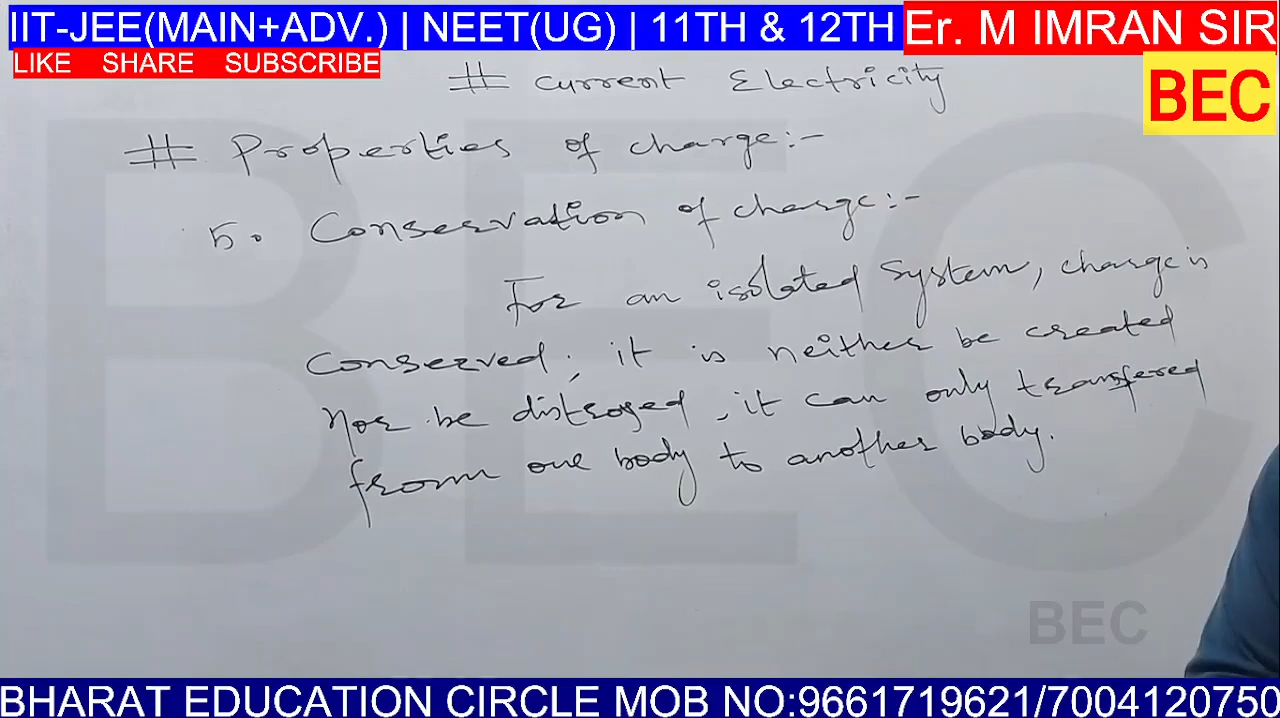 IIT-JEE(MAIN+ADV.) | NEET(UG) | 11TH & 12TH Er. M IMRAN SIR
LIKE SHARE SUBSCRIBE
BEC
# Current Electricity
# Properties of charge:-
5. Conservation of charge:-
For an isolated system, charge is
Conserved; it is neither be created
Nor be distroyed, it can only transfered
from one body to another body.
BEC
BEC
BHARAT EDUCATION CIRCLE MOB NO:9661719621/7004120750